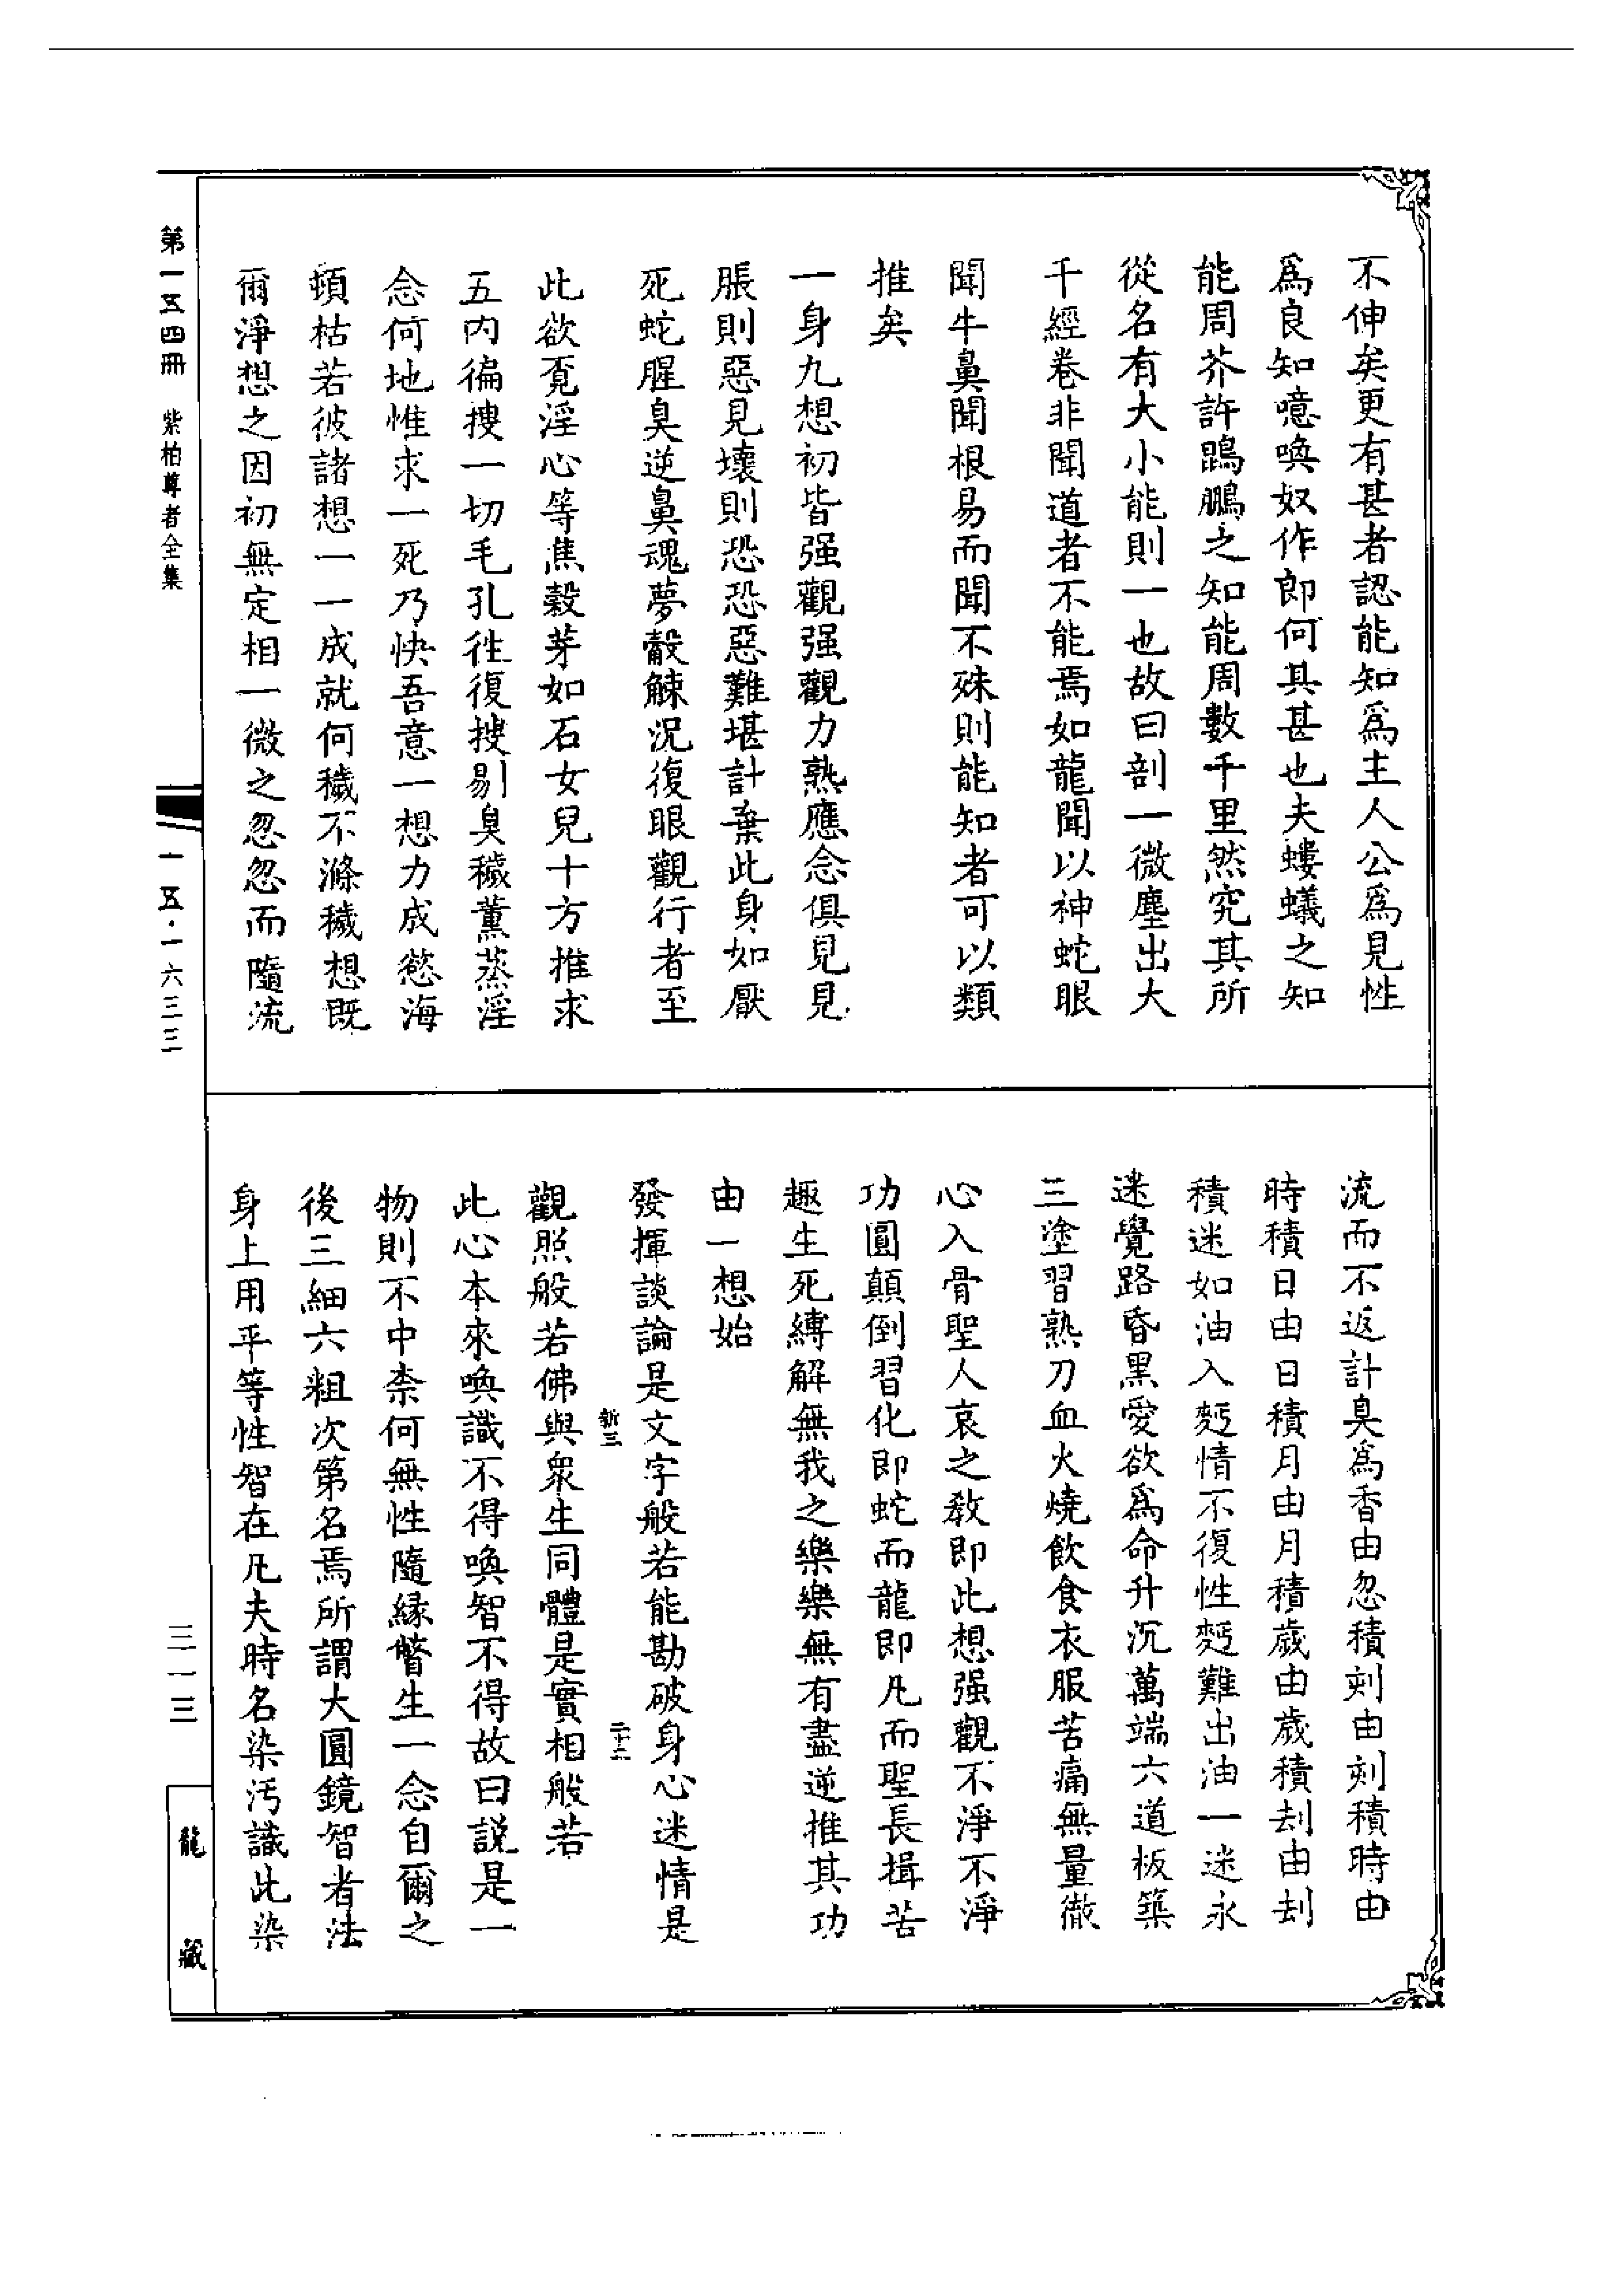 不伸矣更有甚者認能知爲主人公爲見性
爲良知噫喚奴作郎何其甚也夫螻蟻之知
能周芥許鵾鵬之知能周數千里然究其所
從名有大小能則一也故曰剖一微塵出大
千經卷非聞道者不能焉如龍聞以神蛇眼
聞牛鼻聞根易而聞不殊則能知者可以類
推矣
一身九想初皆强觀强觀力熟應念俱見見
脹則惡見壞則恐恐惡難堪計棄此身如厭
死蛇腥臭逆鼻魂夢觳觫況復眼觀行者至
此欲覔淫心等焦穀芽如石女兒十方推求
五内徧搜一切毛孔徃復搜剔臭穢薰蒸淫
念何地惟求一死乃快吾意一想力成慾海
頓枯若彼諸想一一成就何穢不滌穢想既
爾淨想之因初無定相一微之忽忽而隨流
流而不返計臭爲香由忽積刻由刻積時由
時積日由日積月由月積歲由歲積刦由刦
積迷如油入麪情不復性麪難出油一迷永
迷覺路昏黑愛欲爲命升沉萬端六道板築
三塗習熟刀血火燒飲食衣服苦痛無量徹
心入骨聖人哀之教即此想强觀不淨不淨
功圓顛倒習化即蛇而龍即凡而聖長揖苦
趣生死縛解無我之樂樂無有盡逆推其功
由一想始
發揮談論是文字般若能勘破身心迷情是
新三
二十三
觀照般若佛與衆生同體是實相般若
此心本來喚識不得喚智不得故曰説是一
物則不中柰何無性隨緣瞥生一念自爾之
後三細六粗次第名焉所謂大圓鏡智者法
身上用平等性智在凡夫時名染汚識此染
第一五四冊
紫柏尊者全集
一五·一六三三
三一三
龍藏